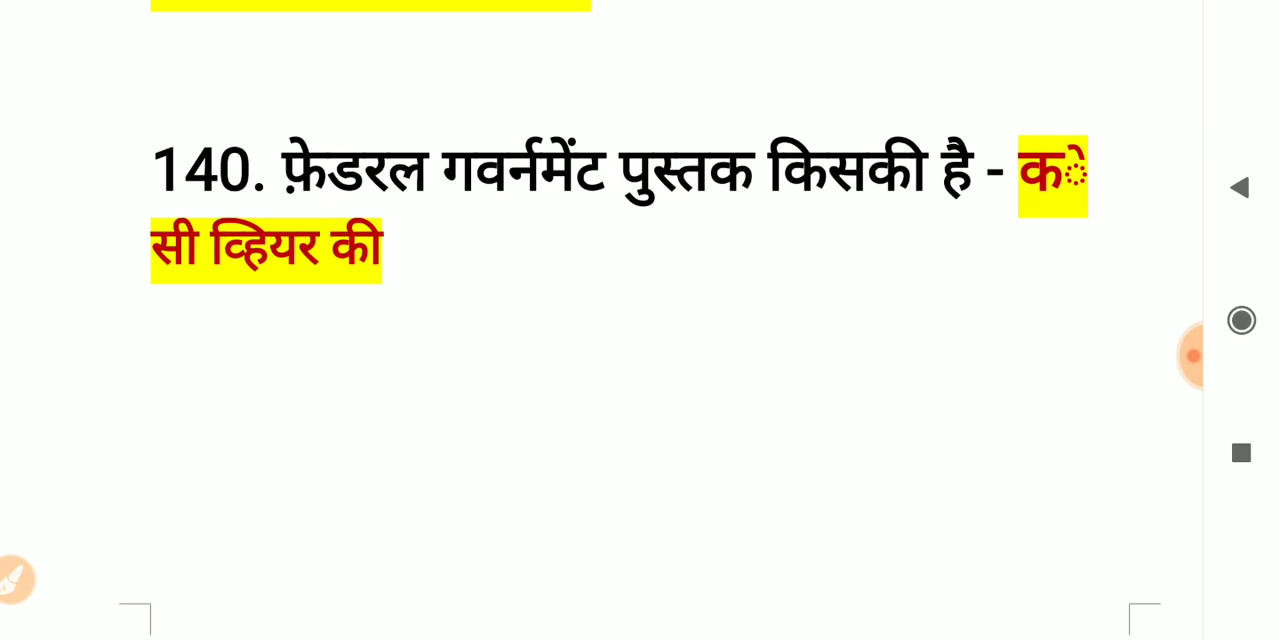 140. फ़ेडरल गवर्नमेंट पुस्तक किसकी है - क े
सी व्हियर की